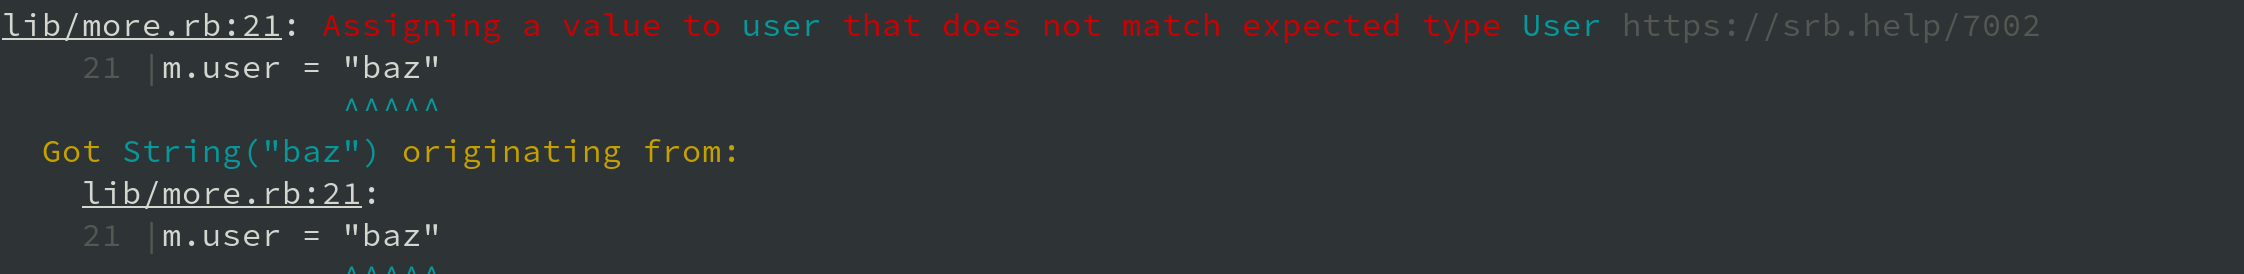 lib/more.rb:21: Assigning a value to user that does not match expected type User https://srb.help/7002
    21 |m.user = "baz"
                 ^^^^^
  Got String("baz") originating from:
    lib/more.rb:21:
    21 |m.user = "baz"
                 ^^^^^